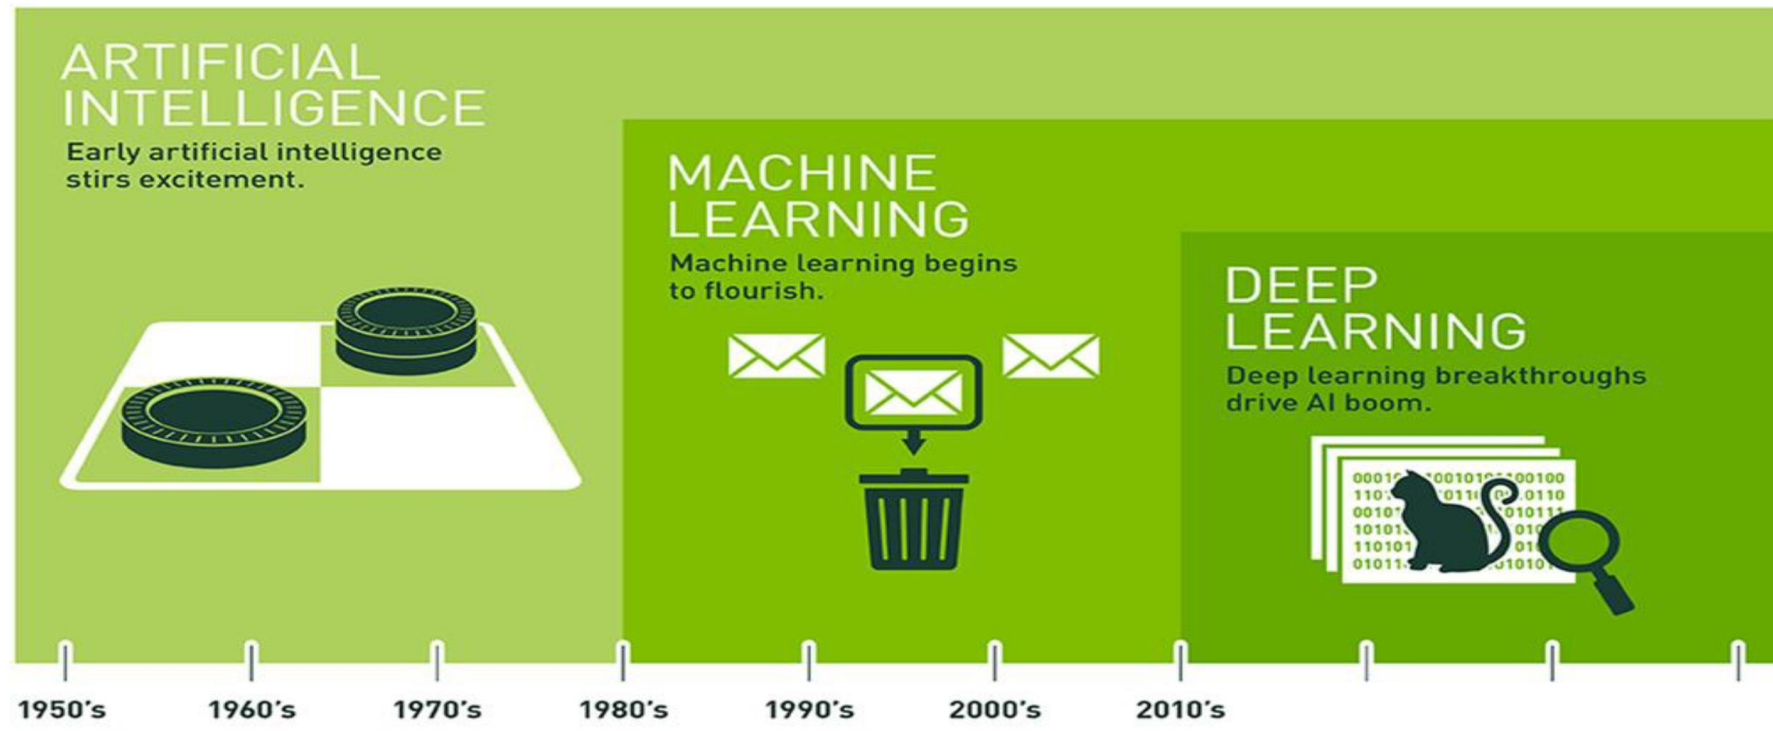 ARTIFICIAL
INTELLIGENCE
Early artificial intelligence
stirs excitement.
MACHINE
LEARNING
Machine learning begins
to flourish.
DEEP
LEARNING
Deep learning breakthroughs
drive AI boom.
1950's 1960's 1970's 1980's 1990's 2000's 2010's